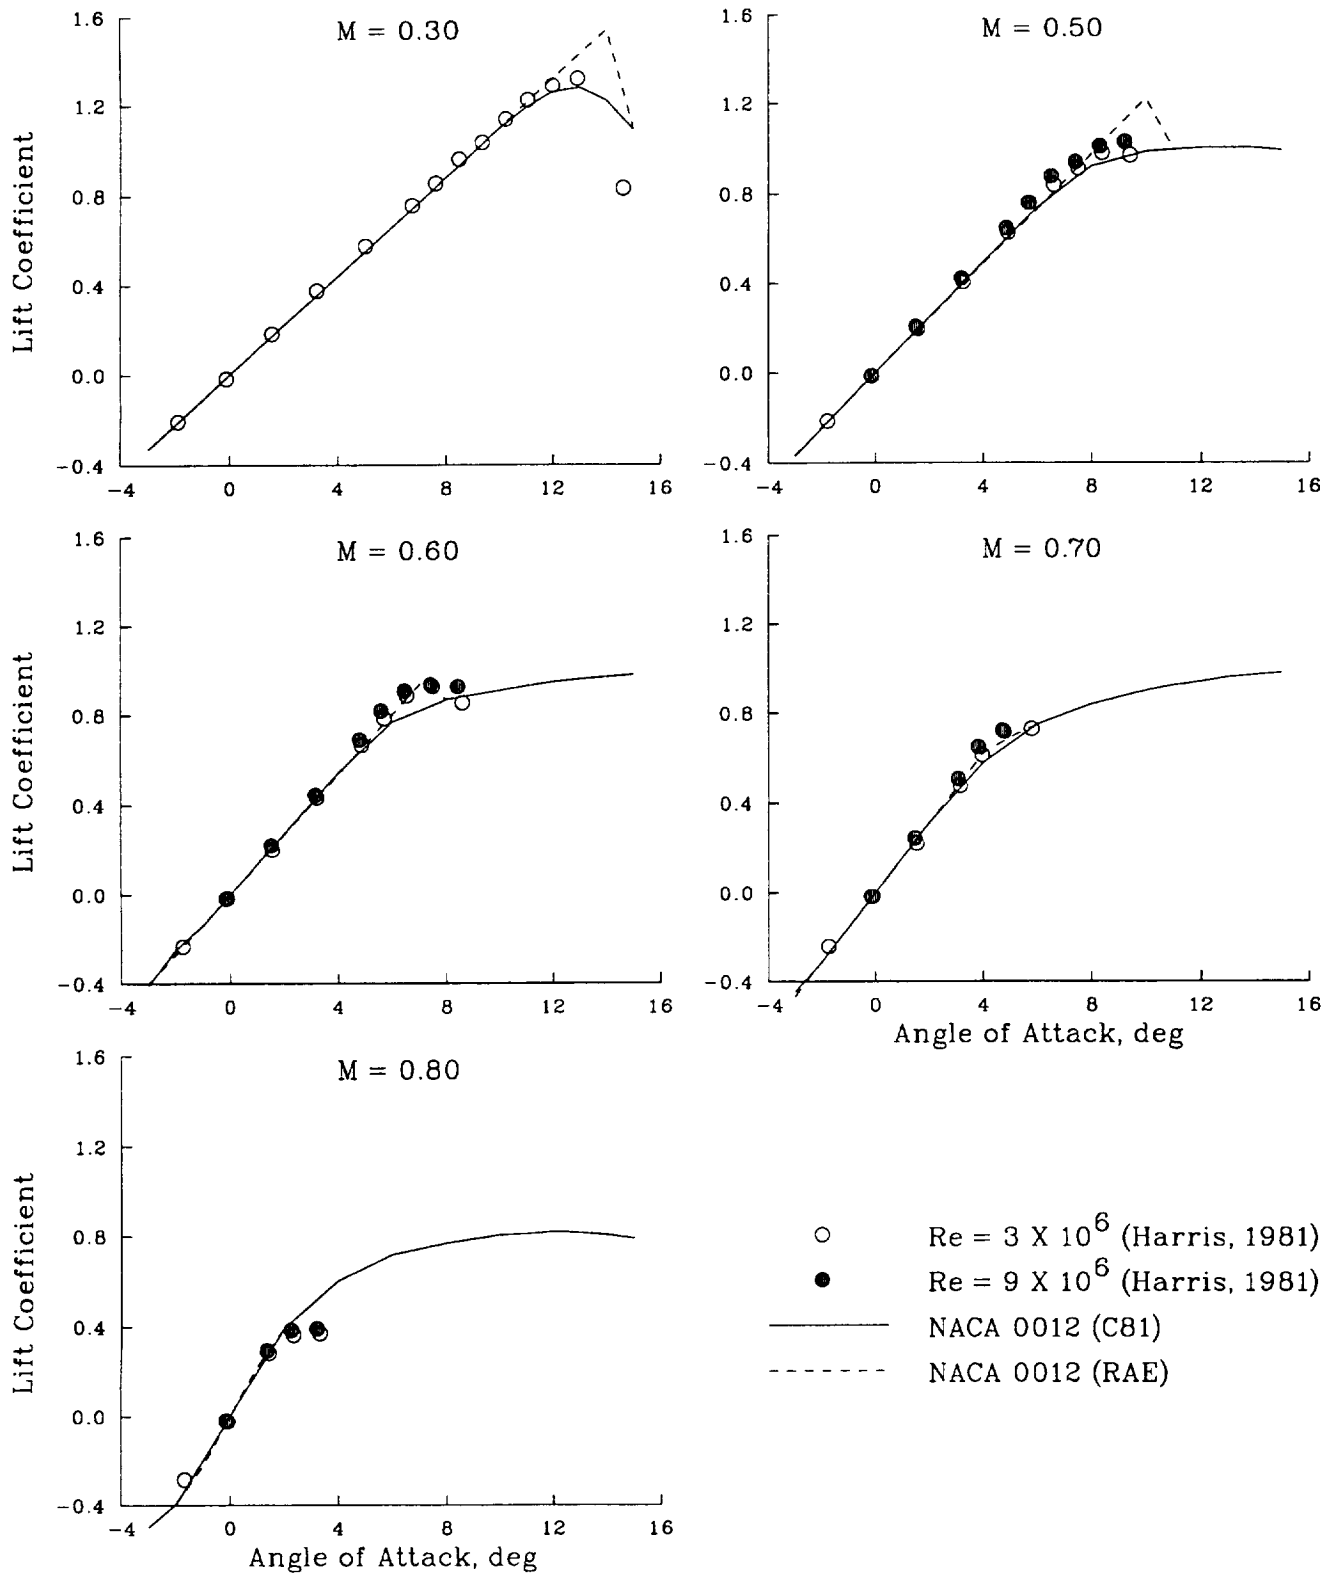 M = 0.30
1.6
1.2
0.8
0.4
0.0
-0.4
-4 0 4 8 12 16
Lift Coefficient
M = 0.50
1.6
1.2
0.8
0.4
0.0
-0.4
-4 0 4 8 12 16
M = 0.60
1.6
1.2
0.8
0.4
0.0
-0.4
-4 0 4 8 12 16
Lift Coefficient
M = 0.70
1.6
1.2
0.8
0.4
0.0
-0.4
-4 0 4 8 12 16
Angle of Attack, deg
M = 0.80
1.6
1.2
0.8
0.4
0.0
-0.4
-4 0 4 8 12 16
Lift Coefficient
Angle of Attack, deg
Re = 3 X 10^6 (Harris, 1981)
Re = 9 X 10^6 (Harris, 1981)
NACA 0012 (C81)
NACA 0012 (RAE)